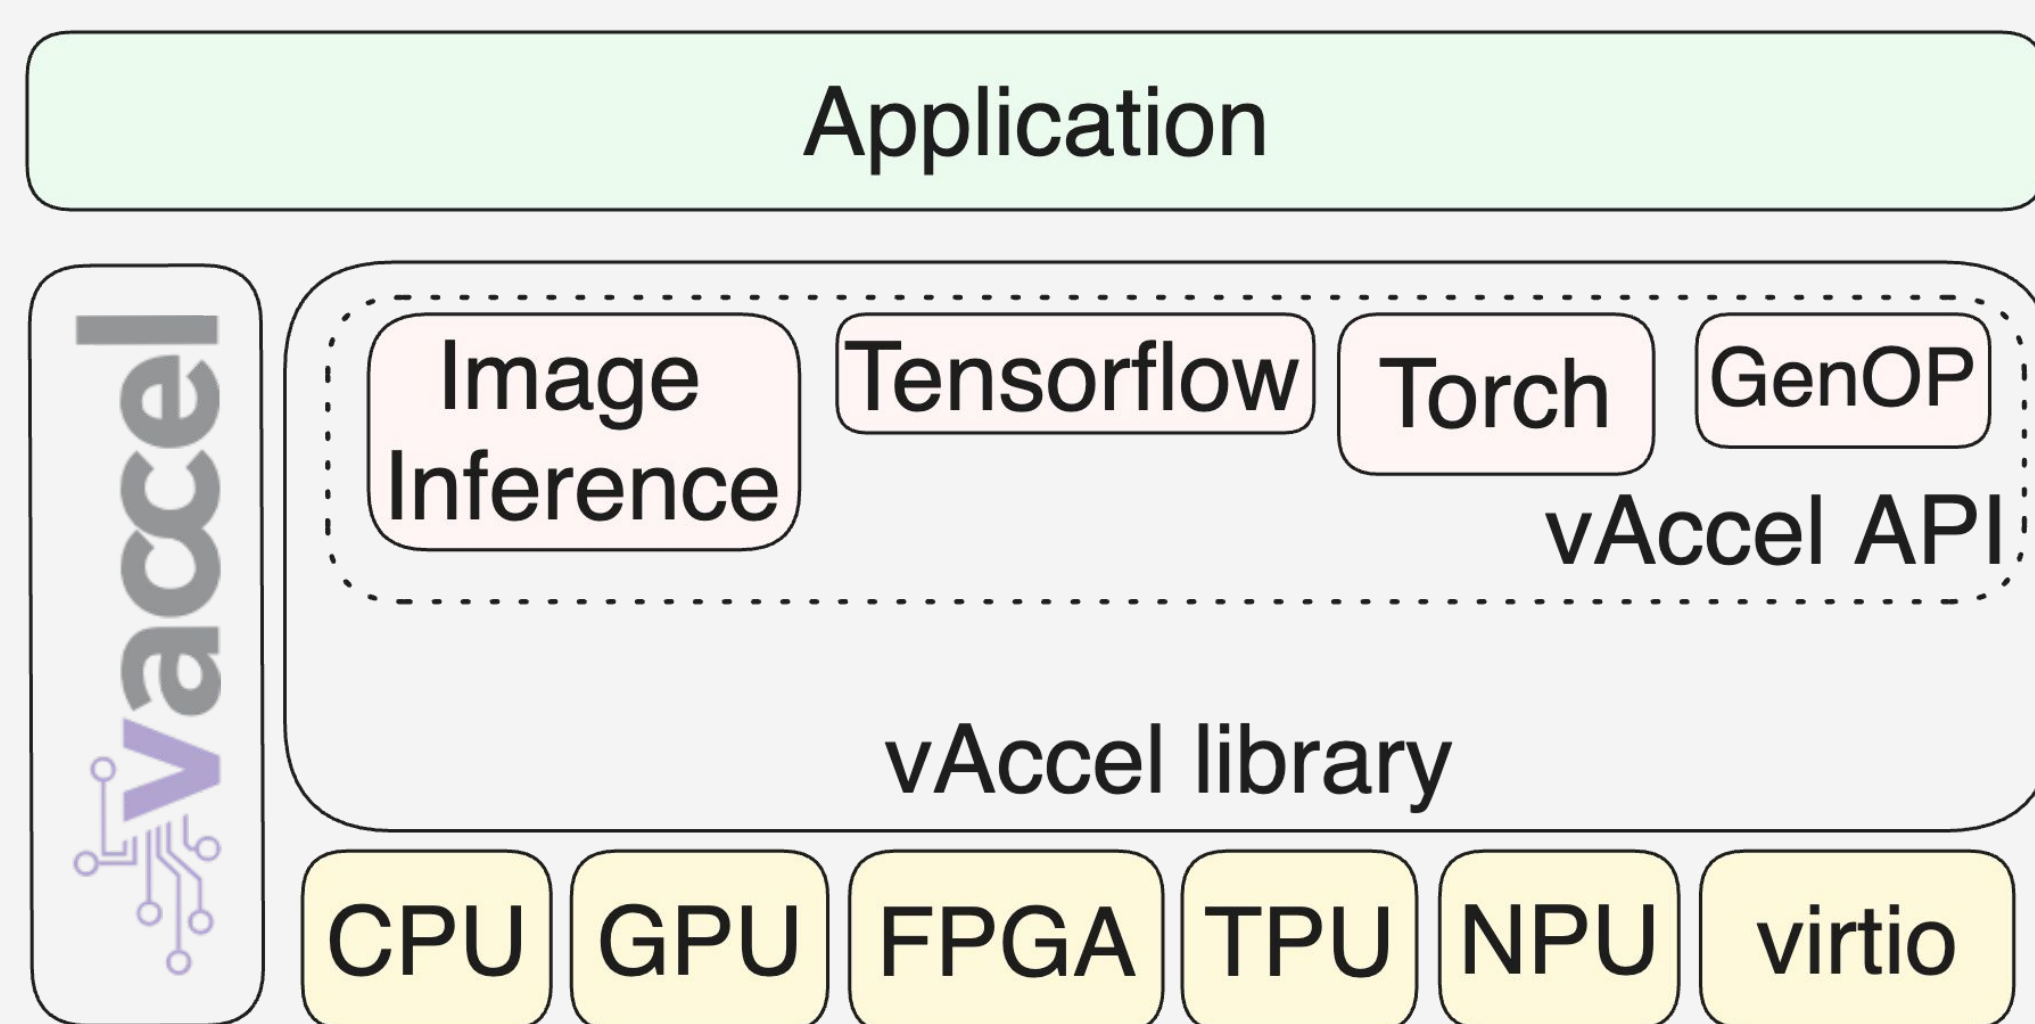 Application
vaccel
Image
Inference
Tensorflow
Torch
GenOP
vAccel API
vAccel library
CPU
GPU
FPGA
TPU
NPU
virtio